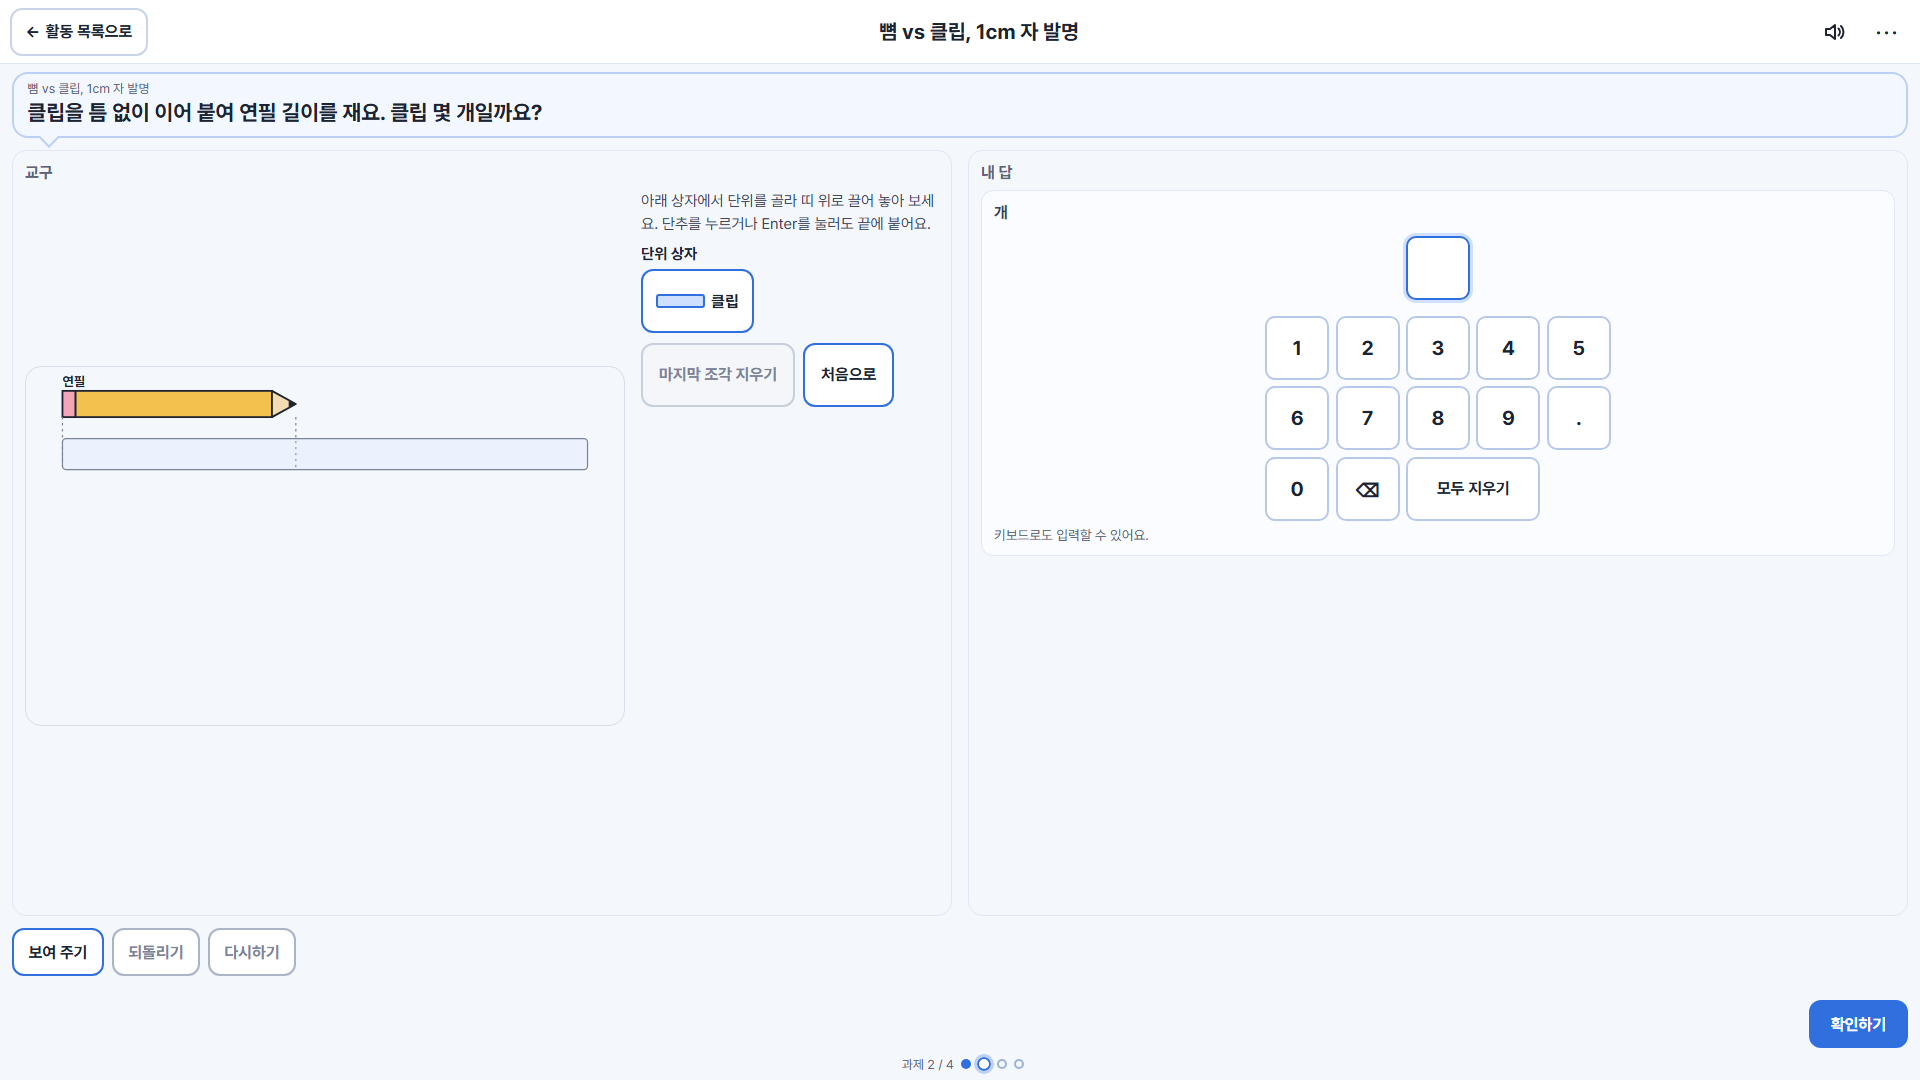 ← 활동 목록으로
뼘 vs 클립, 1cm 자 발명
뼘 vs 클립, 1cm 자 발명
클립을 틈 없이 이어 붙여 연필 길이를 재요. 클립 몇 개일까요?
교구
연필
아래 상자에서 단위를 골라 띠 위로 끌어 놓아 보세
요. 단추를 누르거나 Enter를 눌러도 끝에 붙어요.
단위 상자
클립
마지막 조각 지우기
처음으로
내 답
개
1 2 3 4 5
6 7 8 9 .
0 ⌫ 모두 지우기
키보드로도 입력할 수 있어요.
보여 주기
되돌리기
다시하기
확인하기
과제 2 / 4